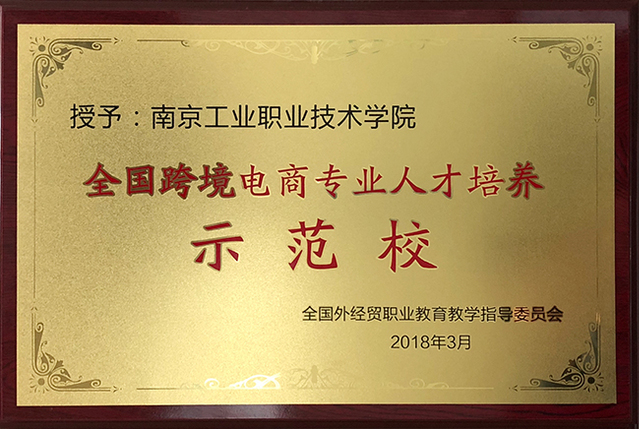 授予：南京工业职业技术学院
全国跨境电商专业人才培养
示范校
全国外经贸职业教育教学指导委员会
2018年3月